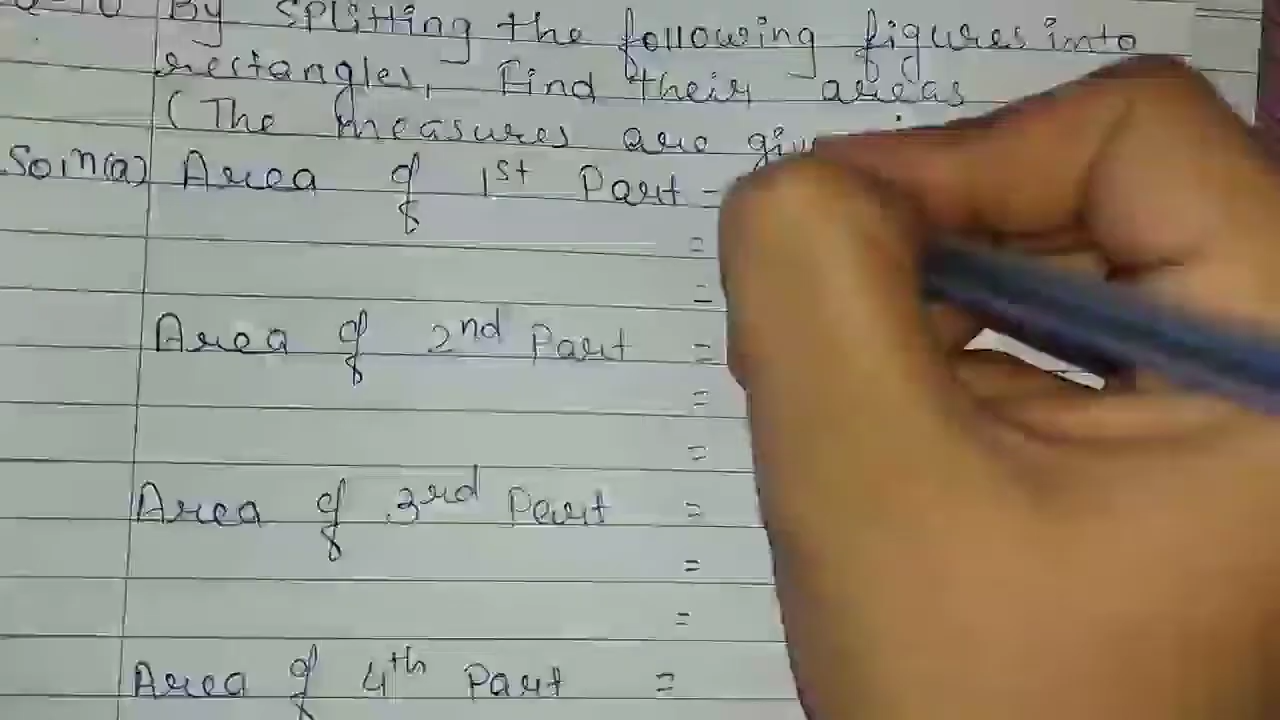 By splitting the following figures into
rectangles, Find their areas
(The measures are
Soln(a) Area of 1st Part =
=
=
Area of 2nd Part =
=
=
Area of 3rd Part =
=
=
Area of 4th Part =